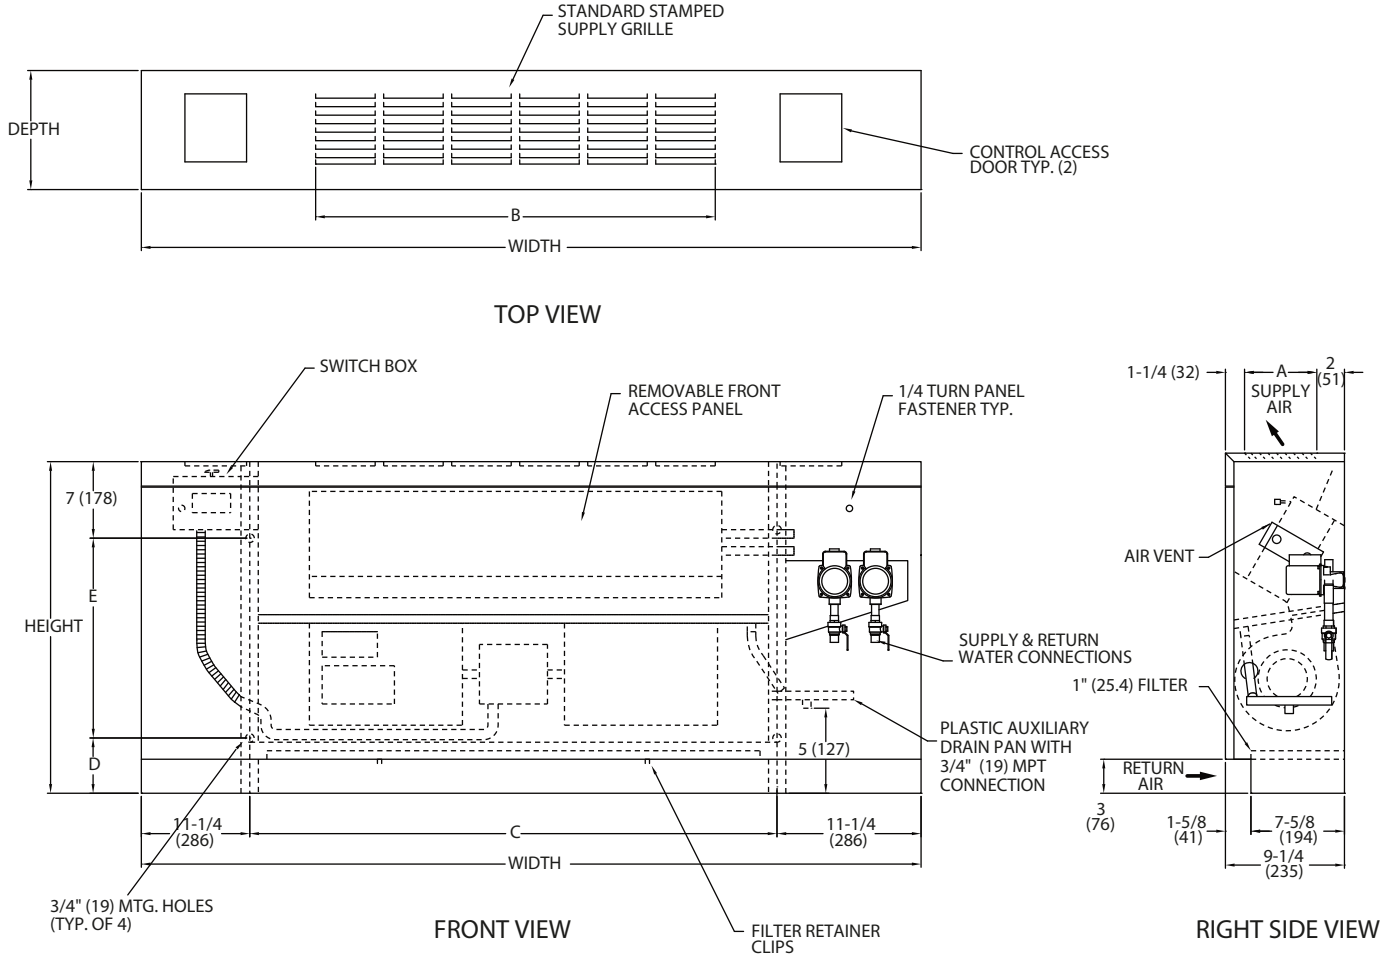 STANDARD STAMPED
SUPPLY GRILLE
DEPTH
CONTROL ACCESS
DOOR TYP. (2)
B
WIDTH
TOP VIEW
SWITCH BOX
REMOVABLE FRONT
ACCESS PANEL
1/4 TURN PANEL
FASTENER TYP.
7 (178)
E
HEIGHT
D
SUPPLY & RETURN
WATER CONNECTIONS
5 (127)
PLASTIC AUXILIARY
DRAIN PAN WITH
3/4" (19) MPT
CONNECTION
11-1/4
(286)
C
11-1/4
(286)
WIDTH
3/4" (19) MTG. HOLES
(TYP. OF 4)
FRONT VIEW
FILTER RETAINER
CLIPS
1-1/4 (32)
A
2
(51)
SUPPLY
AIR
AIR VENT
1" (25.4) FILTER
RETURN
AIR
3
(76)
1-5/8
(41)
7-5/8
(194)
9-1/4
(235)
RIGHT SIDE VIEW